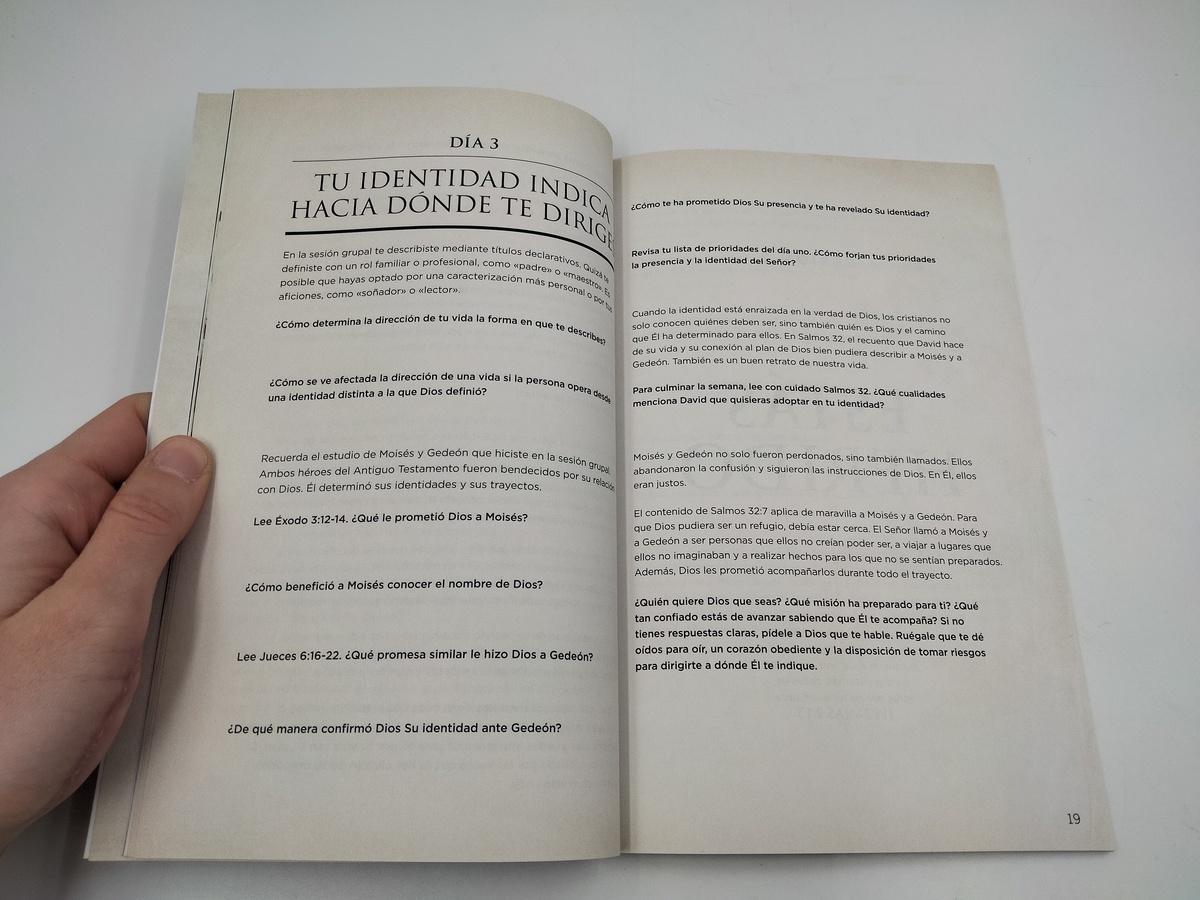 DÍA 3
TU IDENTIDAD INDICA
HACIA DÓNDE TE DIRIGE
En la sesión grupal te describiste mediante títulos declarativos. Quizá te
definiste con un rol familiar o profesional, como «padre» o «maestro». Es
posible que hayas optado por una caracterización más personal o por tus
aficiones, como «soñador» o «lector».
¿Cómo determina la dirección de tu vida la forma en que te describes?
¿Cómo se ve afectada la dirección de una vida si la persona opera desde
una identidad distinta a la que Dios definió?
Recuerda el estudio de Moisés y Gedeón que hiciste en la sesión grupal.
Ambos héroes del Antiguo Testamento fueron bendecidos por su relación
con Dios. Él determinó sus identidades y sus trayectos.
Lee Éxodo 3:12-14. ¿Qué le prometió Dios a Moisés?
¿Cómo benefició a Moisés conocer el nombre de Dios?
Lee Jueces 6:16-22. ¿Qué promesa similar le hizo Dios a Gedeón?
¿De qué manera confirmó Dios Su identidad ante Gedeón?
¿Cómo te ha prometido Dios Su presencia y te ha revelado Su identidad?
Revisa tu lista de prioridades del día uno. ¿Cómo forjan tus prioridades
la presencia y la identidad del Señor?
Cuando la identidad está enraizada en la verdad de Dios, los cristianos no
solo conocen quiénes deben ser, sino también quién es Dios y el camino
que Él ha determinado para ellos. En Salmos 32, el recuento que David hace
de su vida y su conexión al plan de Dios bien pudiera describir a Moisés y a
Gedeón. También es un buen retrato de nuestra vida.
Para culminar la semana, lee con cuidado Salmos 32. ¿Qué cualidades
menciona David que quisieras adoptar en tu identidad?
Moisés y Gedeón no solo fueron perdonados, sino también llamados. Ellos
abandonaron la confusión y siguieron las instrucciones de Dios. En Él, ellos
eran justos.
El contenido de Salmos 32:7 aplica de maravilla a Moisés y a Gedeón. Para
que Dios pudiera ser un refugio, debía estar cerca. El Señor llamó a Moisés y
a Gedeón a ser personas que ellos no creían poder ser, a viajar a lugares que
ellos no imaginaban y a realizar hechos para los que no se sentían preparados.
Además, Dios les prometió acompañarlos durante todo el trayecto.
¿Quién quiere Dios que seas? ¿Qué misión ha preparado para ti? ¿Qué
tan confiado estás de avanzar sabiendo que Él te acompaña? Si no
tienes respuestas claras, pídele a Dios que te hable. Ruégale que te dé
oídos para oír, un corazón obediente y la disposición de tomar riesgos
para dirigirte a dónde Él te indique.
19